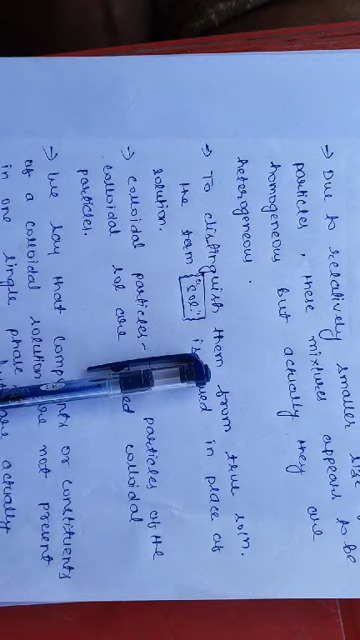 → Due to relatively smaller size
particles, these mixtures appears to be
homogeneous but actually they are
heterogeneous.
→ To distinguish them from true soln.
the term "Sol" is used in place of
solution.
→ colloidal particles - particles of the
colloidal sol are colloidal
particles.
→ We say that components or constituents
of a colloidal solution are not present
in one single phase actually